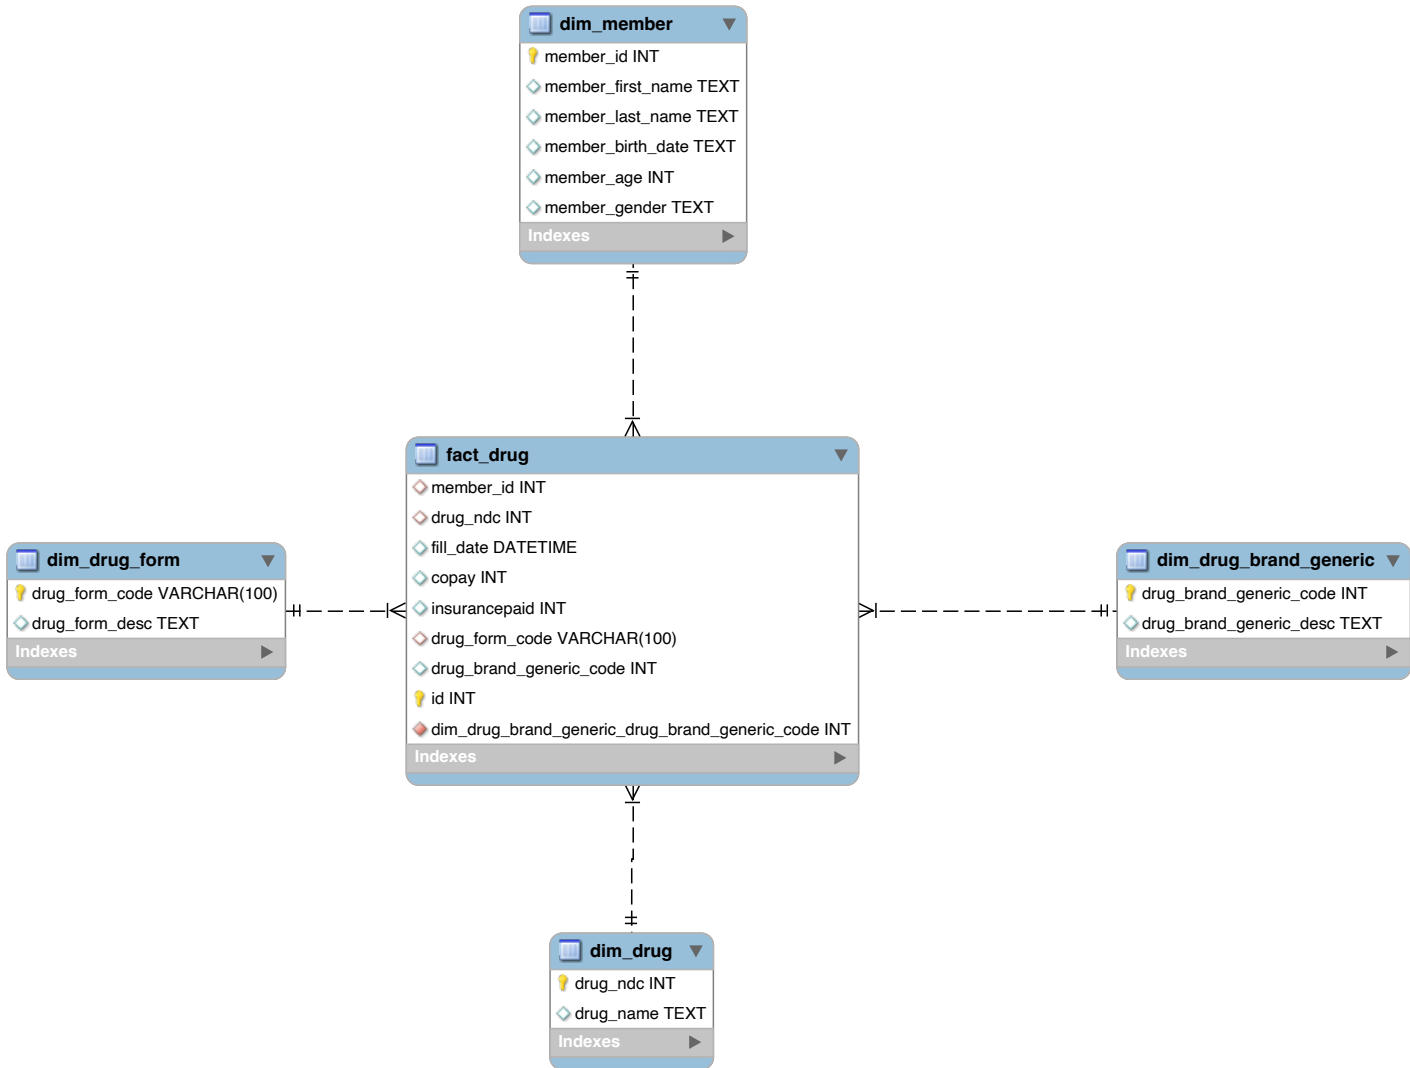 dim_member
member_id INT
member_first_name TEXT
member_last_name TEXT
member_birth_date TEXT
member_age INT
member_gender TEXT
Indexes
fact_drug
member_id INT
drug_ndc INT
fill_date DATETIME
copay INT
insurancepaid INT
drug_form_code VARCHAR(100)
drug_brand_generic_code INT
id INT
dim_drug_brand_generic_drug_brand_generic_code INT
Indexes
dim_drug_form
drug_form_code VARCHAR(100)
drug_form_desc TEXT
Indexes
dim_drug_brand_generic
drug_brand_generic_code INT
drug_brand_generic_desc TEXT
Indexes
dim_drug
drug_ndc INT
drug_name TEXT
Indexes